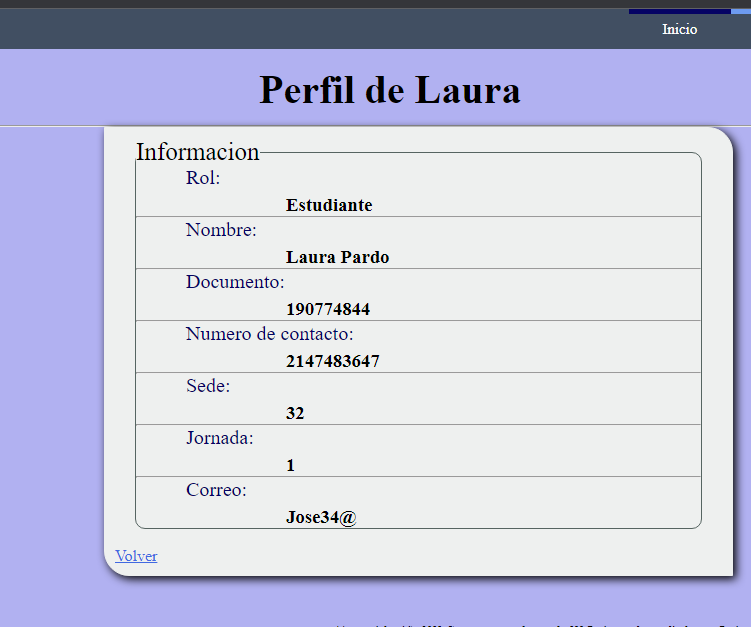 Inicio
Perfil de Laura
Informacion
Rol:
Estudiante
Nombre:
Laura Pardo
Documento:
190774844
Numero de contacto:
2147483647
Sede:
32
Jornada:
1
Correo:
Jose34@
Volver